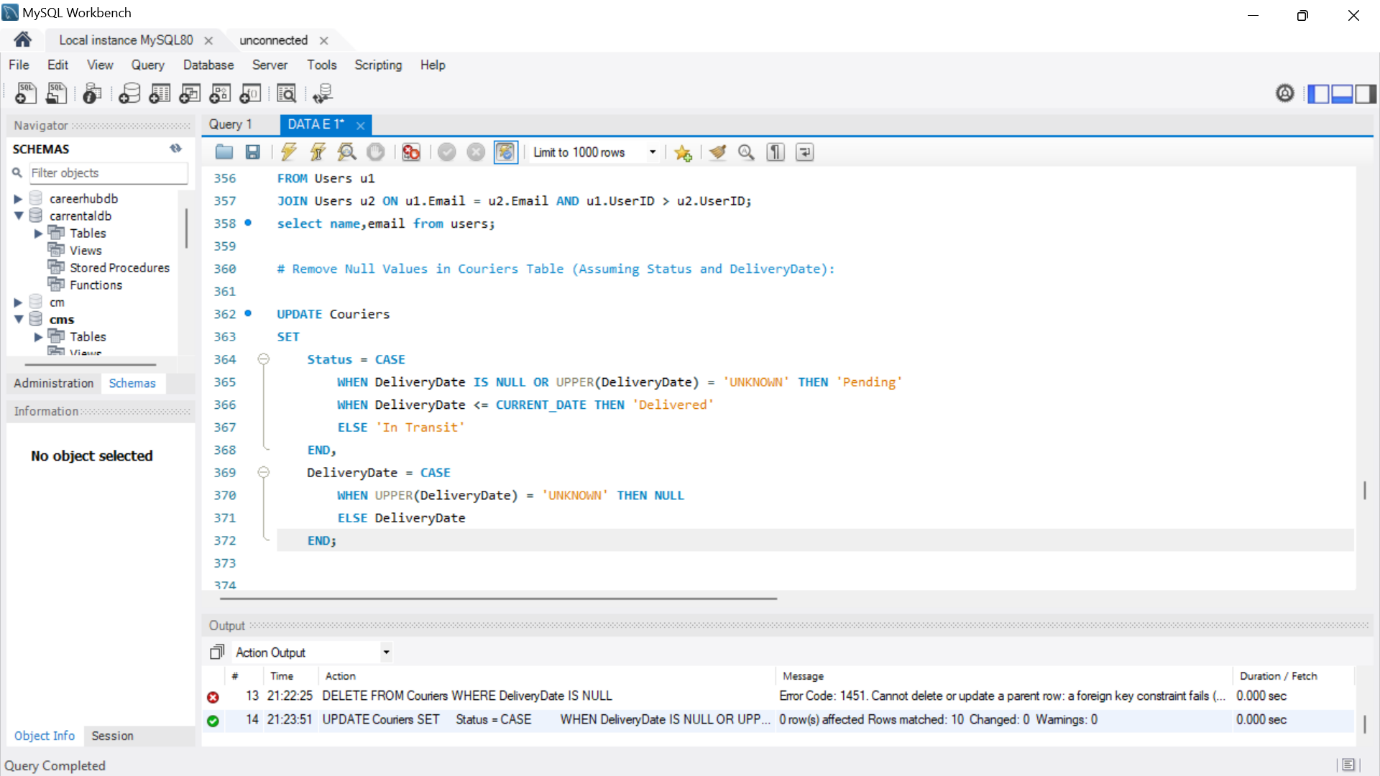 MySQL Workbench
Local instance MySQL80
unconnected
File Edit View Query Database Server Tools Scripting Help
Navigator
SCHEMAS
Filter objects
careerhubdb
carrentaldb
Tables
Views
Stored Procedures
Functions
cm
cms
Tables
Views
Administration Schemas
Information
No object selected
Object Info Session
Query Completed
Query 1
DATA E 1*
Limit to 1000 rows
356 FROM Users u1
357 JOIN Users u2 ON u1.Email = u2.Email AND u1.UserID > u2.UserID;
358 select name,email from users;
359
360 # Remove Null Values in Couriers Table (Assuming Status and DeliveryDate):
361
362 UPDATE Couriers
363 SET
364 Status = CASE
365 WHEN DeliveryDate IS NULL OR UPPER(DeliveryDate) = 'UNKNOWN' THEN 'Pending'
366 WHEN DeliveryDate <= CURRENT_DATE THEN 'Delivered'
367 ELSE 'In Transit'
368 END,
369 DeliveryDate = CASE
370 WHEN UPPER(DeliveryDate) = 'UNKNOWN' THEN NULL
371 ELSE DeliveryDate
372 END;
373
374
Output
Action Output
# Time Action Message Duration / Fetch
13 21:22:25 DELETE FROM Couriers WHERE DeliveryDate IS NULL Error Code: 1451. Cannot delete or update a parent row: a foreign key constraint fails (... 0.000 sec
14 21:23:51 UPDATE Couriers SET Status = CASE WHEN DeliveryDate IS NULL OR UPP... 0 row(s) affected Rows matched: 10 Changed: 0 Warnings: 0 0.000 sec